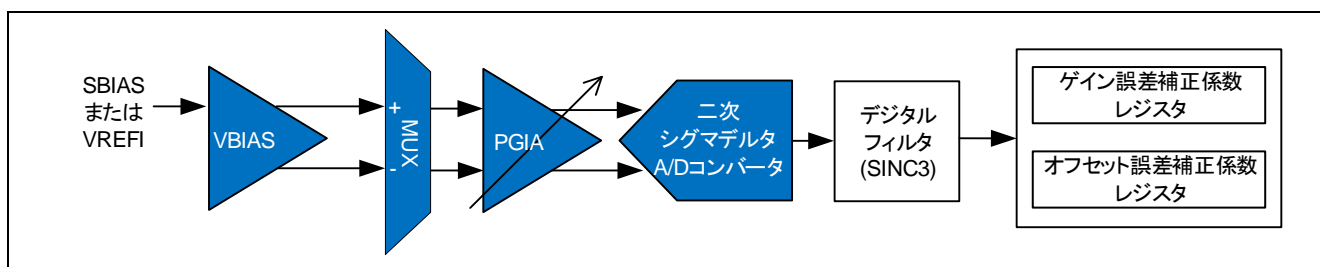 SBIAS
または
VREFI
VBIAS
+
MUX
-
PGIA
二次
シグマデルタ
A/Dコンバータ
デジタル
フィルタ
(SINC3)
ゲイン誤差補正係数
レジスタ
オフセット誤差補正係数
レジスタ